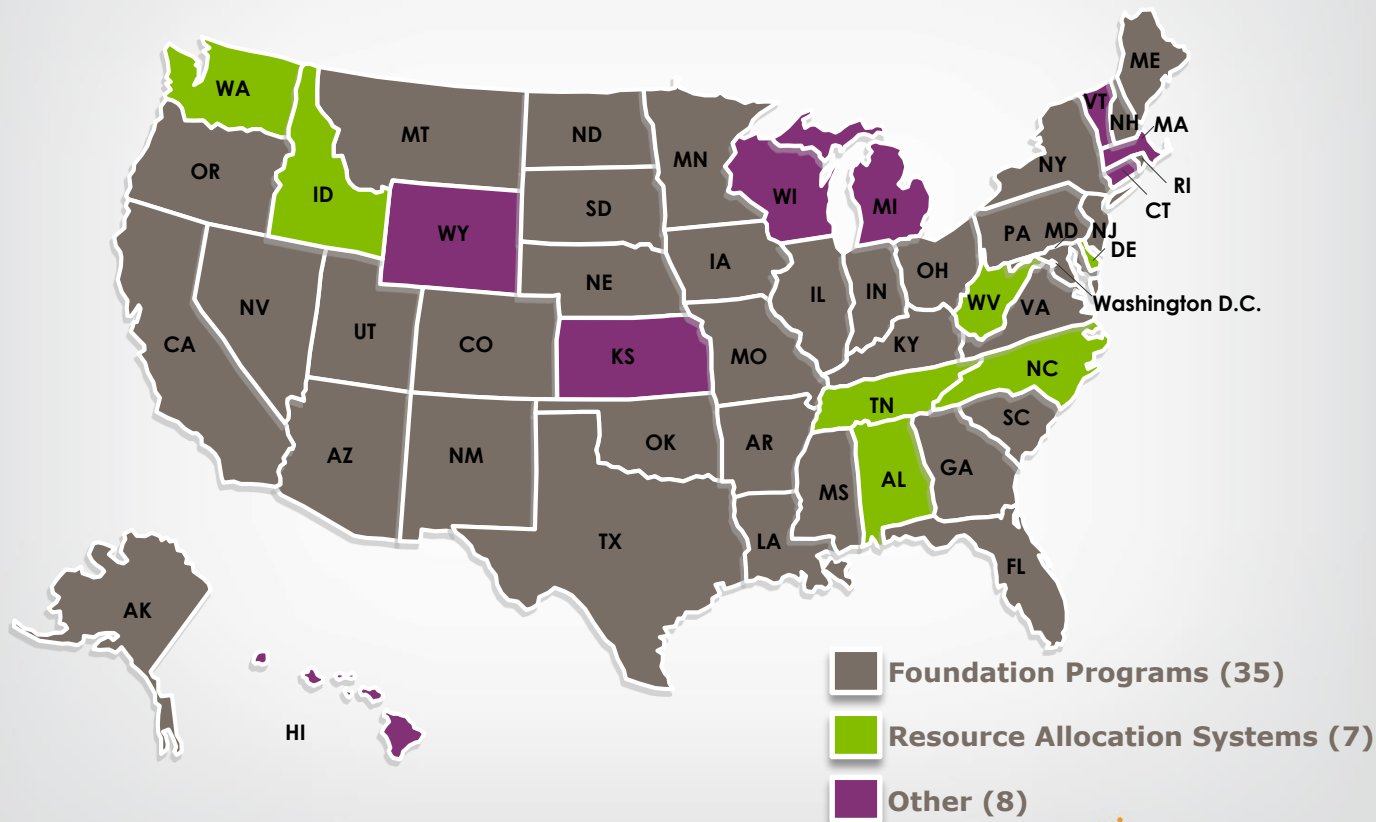 ME
WA
VT
NH
MA
MT
ND
MN
OR
NY
ID
WI
RI
SD
MI
CT
WY
PA
MD
NJ
DE
IA
OH
NE
IL
IN
WV
Washington D.C.
NV
VA
UT
CA
CO
KY
KS
MO
NC
TN
SC
OK
AR
AZ
NM
GA
AL
MS
TX
LA
FL
AK
HI
Foundation Programs (35)
Resource Allocation Systems (7)
Other (8)